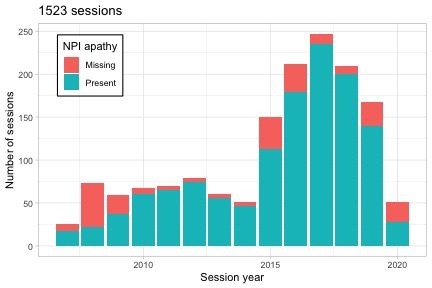 1523 sessions
NPI apathy
Missing
Present
Number of sessions
250
200
150
100
50
0
2010
2015
2020
Session year